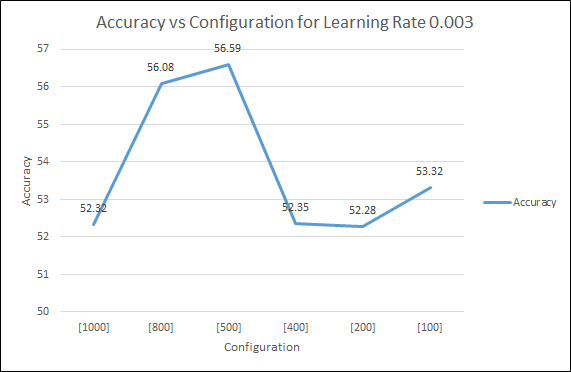 Accuracy vs Configuration for Learning Rate 0.003
57
56
55
54
53
52
51
50
Accuracy
52.32
56.08
56.59
52.35
52.28
53.32
[1000] [800] [500] [400] [200] [100]
Configuration
Accuracy